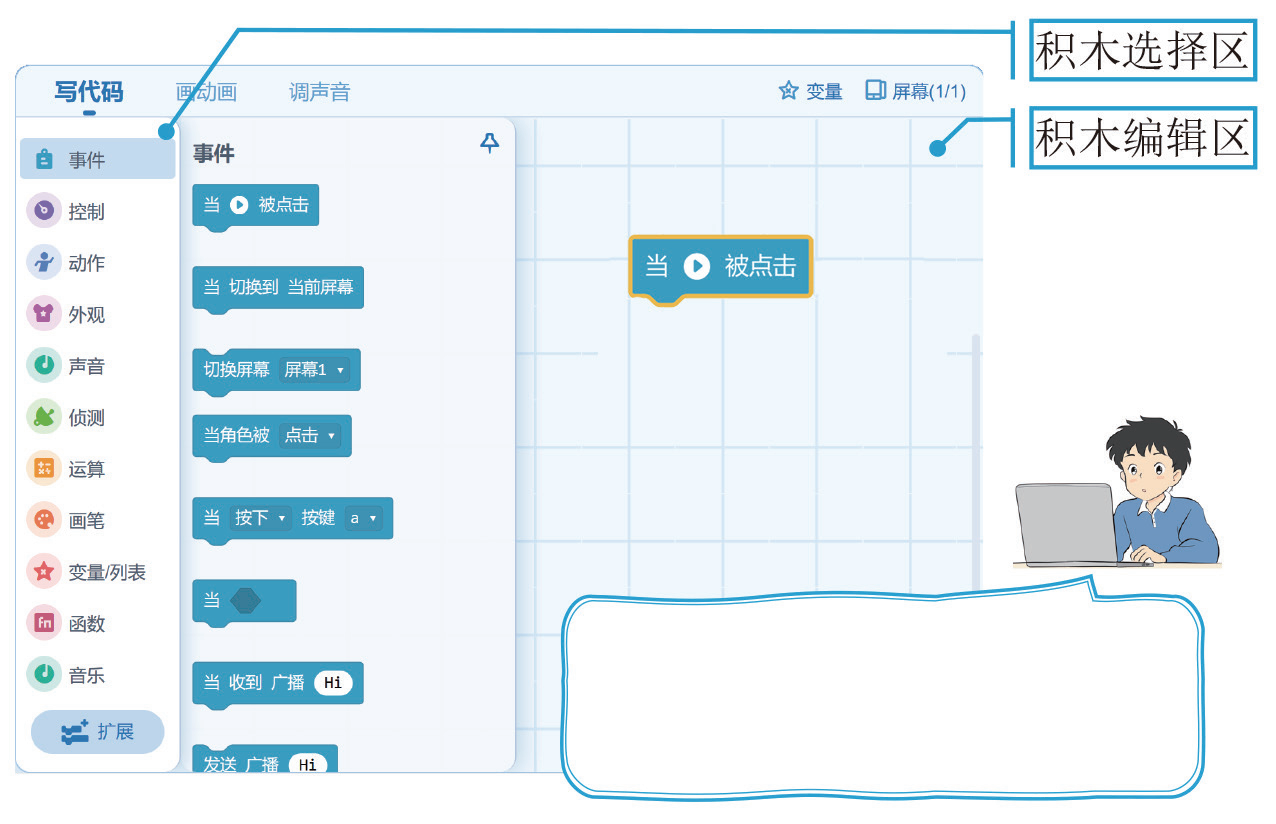 积木选择区
写代码
画动画
调声音
变量
屏幕(1/1)
积木编辑区
事件
控制
动作
外观
声音
侦测
运算
画笔
变量/列表
fn 函数
音乐
扩展
事件
当 被点击
当 切换到 当前屏幕
切换屏幕 屏幕1
当角色被 点击
当 按下 按键 a
当
当 收到 广播 Hi
发送 广播 Hi
当 被点击